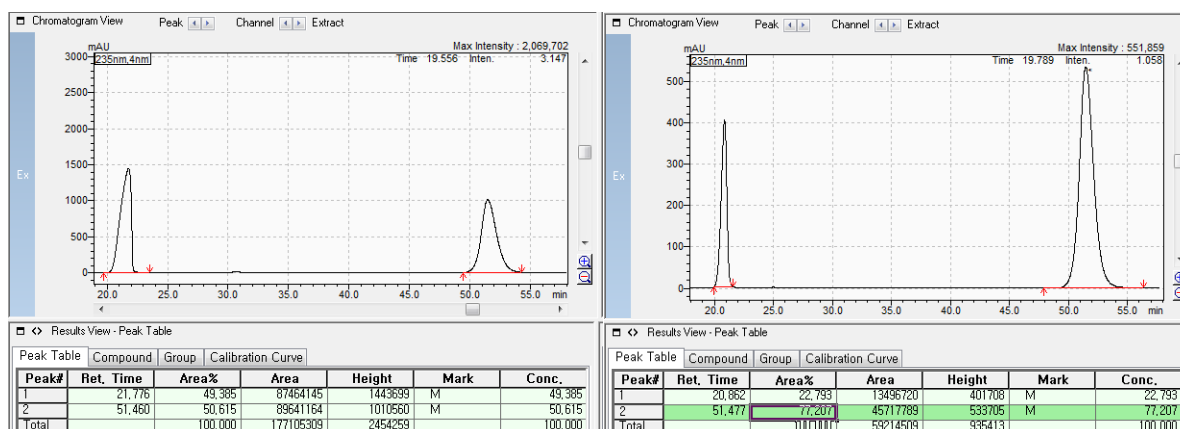 Chromatogram View Peak Channel Extract
mAU Max Intensity : 2,069,702
235nm,4nm Time 19.556 Inten. 3.147
3000
2500
2000
1500
1000
500
0
20.0 25.0 30.0 35.0 40.0 45.0 50.0 55.0 min
Ex
Results View - Peak Table
Peak Table Compound Group Calibration Curve
Peak# Ret. Time Area% Area Height Mark Conc.
1 21.776 49.385 87464145 1443699 M 49.385
2 51.460 50.615 89641164 1010560 M 50.615
Total 100.000 177105309 2454259 100.000
Chromatogram View Peak Channel Extract
mAU Max Intensity : 551,859
235nm,4nm Time 19.789 Inten. 1.058
500
400
300
200
100
0
20.0 25.0 30.0 35.0 40.0 45.0 50.0 55.0 min
Ex
Results View - Peak Table
Peak Table Compound Group Calibration Curve
Peak# Ret. Time Area% Area Height Mark Conc.
1 20.862 22.793 13496720 401708 M 22.793
2 51.477 77.207 45717789 533705 M 77.207
Total 59214509 935413 100.000